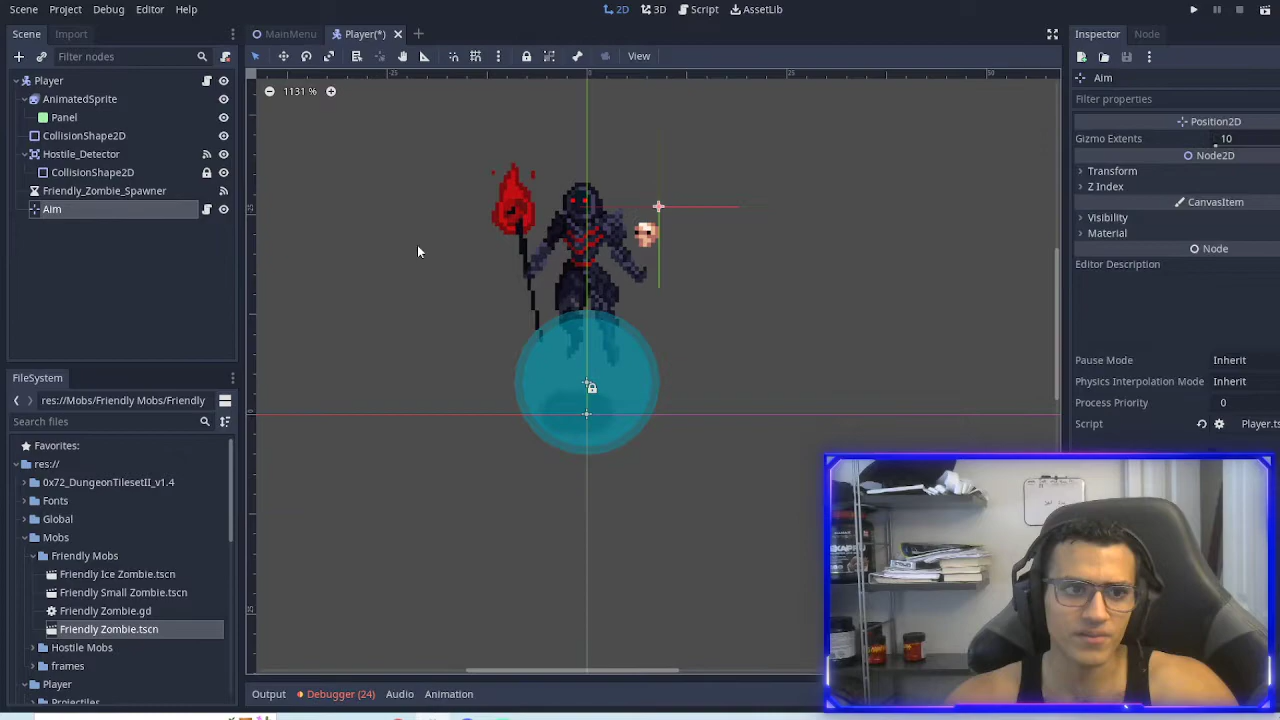 Scene Project Debug Editor Help
2D 3D Script AssetLib
Scene Import
MainMenu Player(*)
Inspector Node
Filter nodes
View
Player
1131 %
Aim
AnimatedSprite
Filter properties
Panel
Position2D
CollisionShape2D
Gizmo Extents 10
Hostile_Detector
Node2D
CollisionShape2D
Transform
Friendly_Zombie_Spawner
Z Index
Aim
CanvasItem
Visibility
Material
Node
Editor Description
Pause Mode Inherit
Physics Interpolation Mode Inherit
Process Priority 0
Script Player.ts
FileSystem
res://Mobs/Friendly Mobs/Friendly
Search files
Favorites:
res://
0x72_DungeonTilesetII_v1.4
Fonts
Global
Mobs
Friendly Mobs
Friendly Ice Zombie.tscn
Friendly Small Zombie.tscn
Friendly Zombie.gd
Friendly Zombie.tscn
Hostile Mobs
frames
Player
Projectiles
Output Debugger (24) Audio Animation